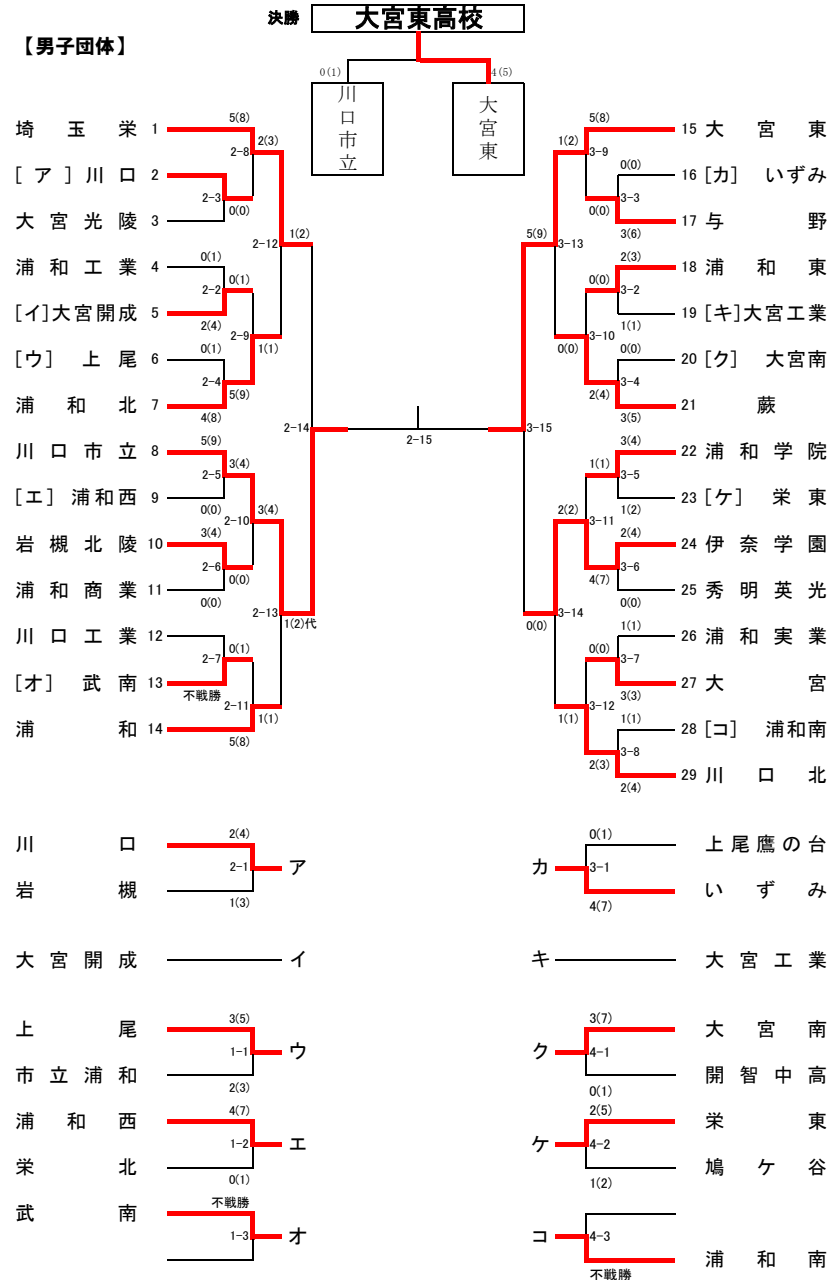 決勝 大宮東高校
【男子団体】
0(1) 4(5)
川口市立 大宮東
5(8) 1(2)
埼玉栄 1 2(3) 15 大宮東
2-8 3-9 0(0)
[ア]川口 2 16 [カ] いずみ
2-3 3-3
0(0) 0(0)
大宮光陵 3 17 与野
3(6)
2-12 1(2) 5(9) 3-13
浦和工業 4 0(1) 2(3) 18 浦和東
0(1) 0(0)
2-2 3-2
[イ]大宮開成 5 19 [キ]大宮工業
2(4) 1(1)
2-9 3-10
1(1) 0(0)
[ウ] 上尾 6 0(1) 0(0) 20 [ク] 大宮南
2-4 3-4
5(9) 2(4)
浦和北 7 21 蕨
4(8) 3(5)
2-14 2-15 3-15
5(9) 3(4)
川口市立 8 22 浦和学院
3(4) 1(1)
2-5 3-5
[エ] 浦和西 9 23 [ケ] 栄東
0(0) 1(2)
2-10 3(4) 2(2) 3-11
3(4) 2(4)
岩槻北陵 10 24 伊奈学園
2-6 3-6
0(0) 4(7)
浦和商業 11 25 秀明英光
0(0) 0(0)
2-13 3-14
1(2)代 0(0)
川口工業 12 1(1) 26 浦和実業
0(1) 0(0)
2-7 3-7
[オ] 武南 13 27 大宮
不戦勝 3(3)
2-11 3-12
1(1) 1(1)
浦和 14 1(1) 28 [コ] 浦和南
5(8) 3-8
2(3)
29 川口北
2(4)
2(4) 0(1)
川口 上尾鷹の台
2-1 ア カ 3-1
岩槻 いずみ
1(3) 4(7)
大宮開成 イ キ 大宮工業
3(5) 3(7)
上尾 大宮南
1-1 ウ ク 4-1
市立浦和 開智中高
2(3) 0(1)
4(7) 2(5)
浦和西 栄東
1-2 エ ケ 4-2
栄北 鳩ケ谷
0(1) 1(2)
不戦勝
武南
1-3 オ コ 4-3
浦和南
不戦勝